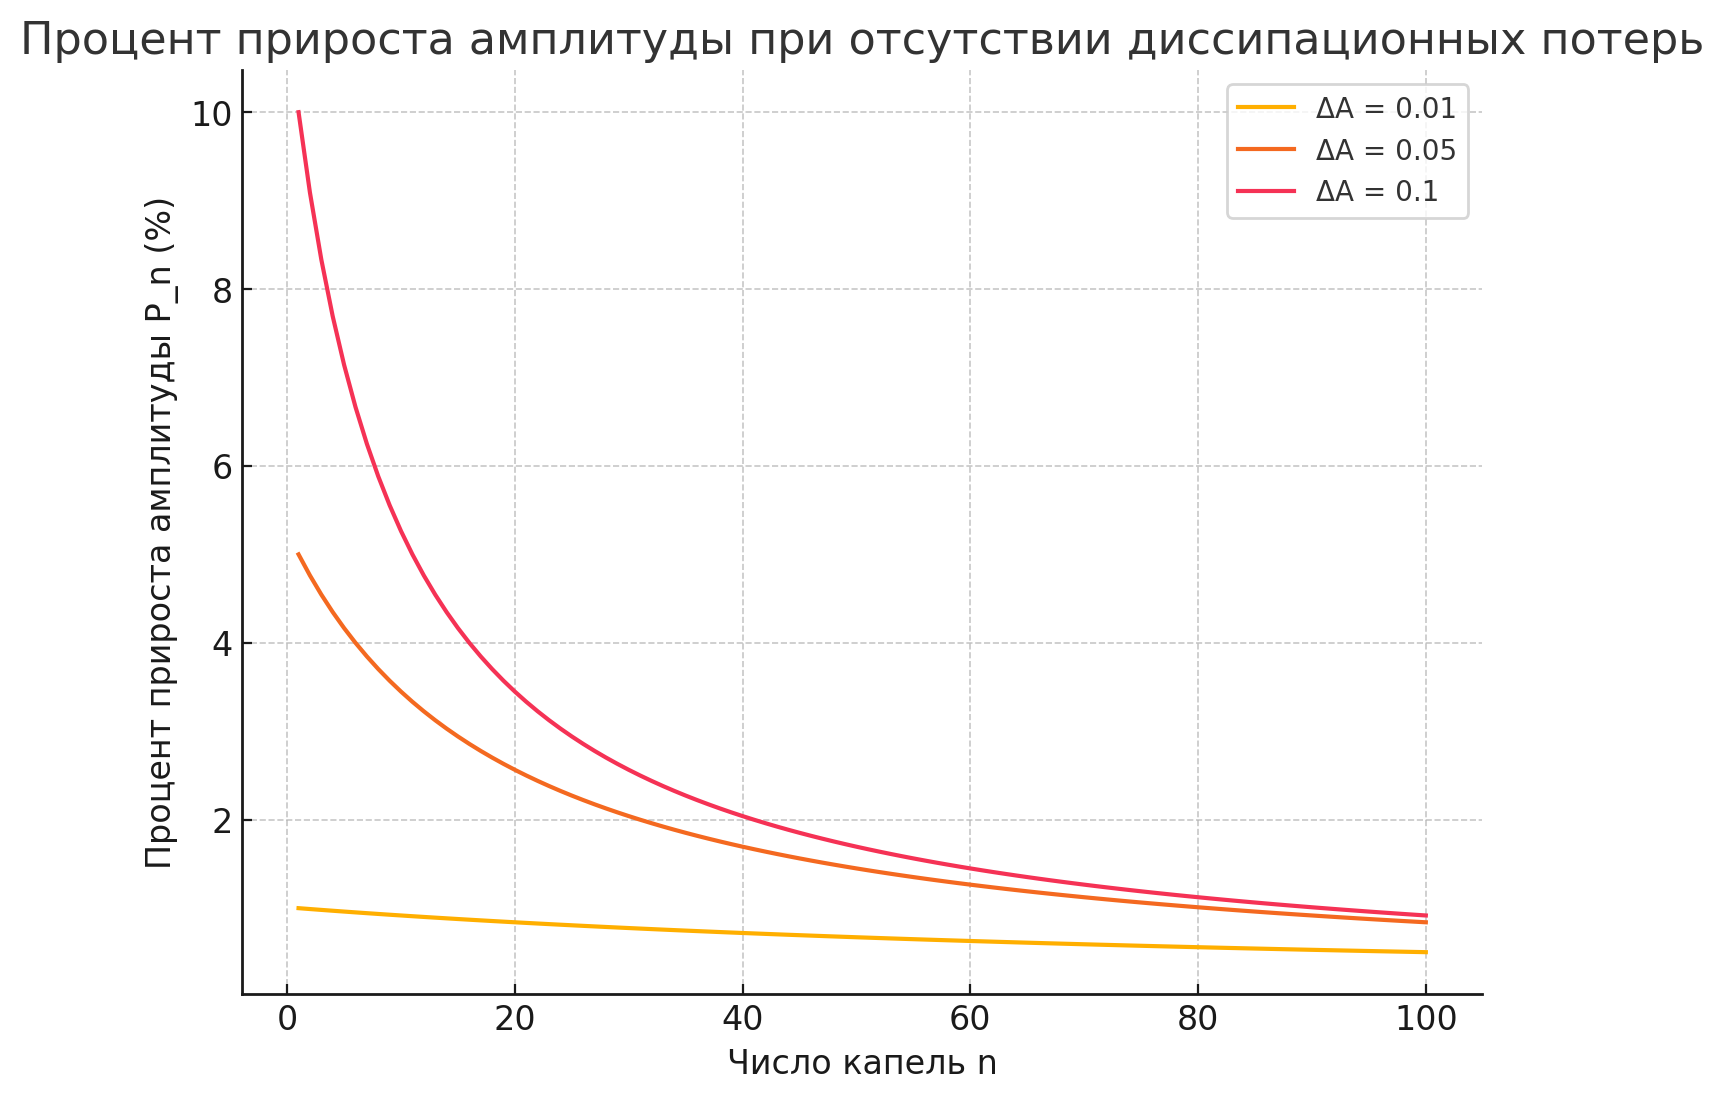 Процент прироста амплитуды при отсутствии диссипационных потерь
ΔA = 0.01
ΔA = 0.05
ΔA = 0.1
Процент прироста амплитуды P_n (%)
10
8
6
4
2
0 20 40 60 80 100
Число капель n